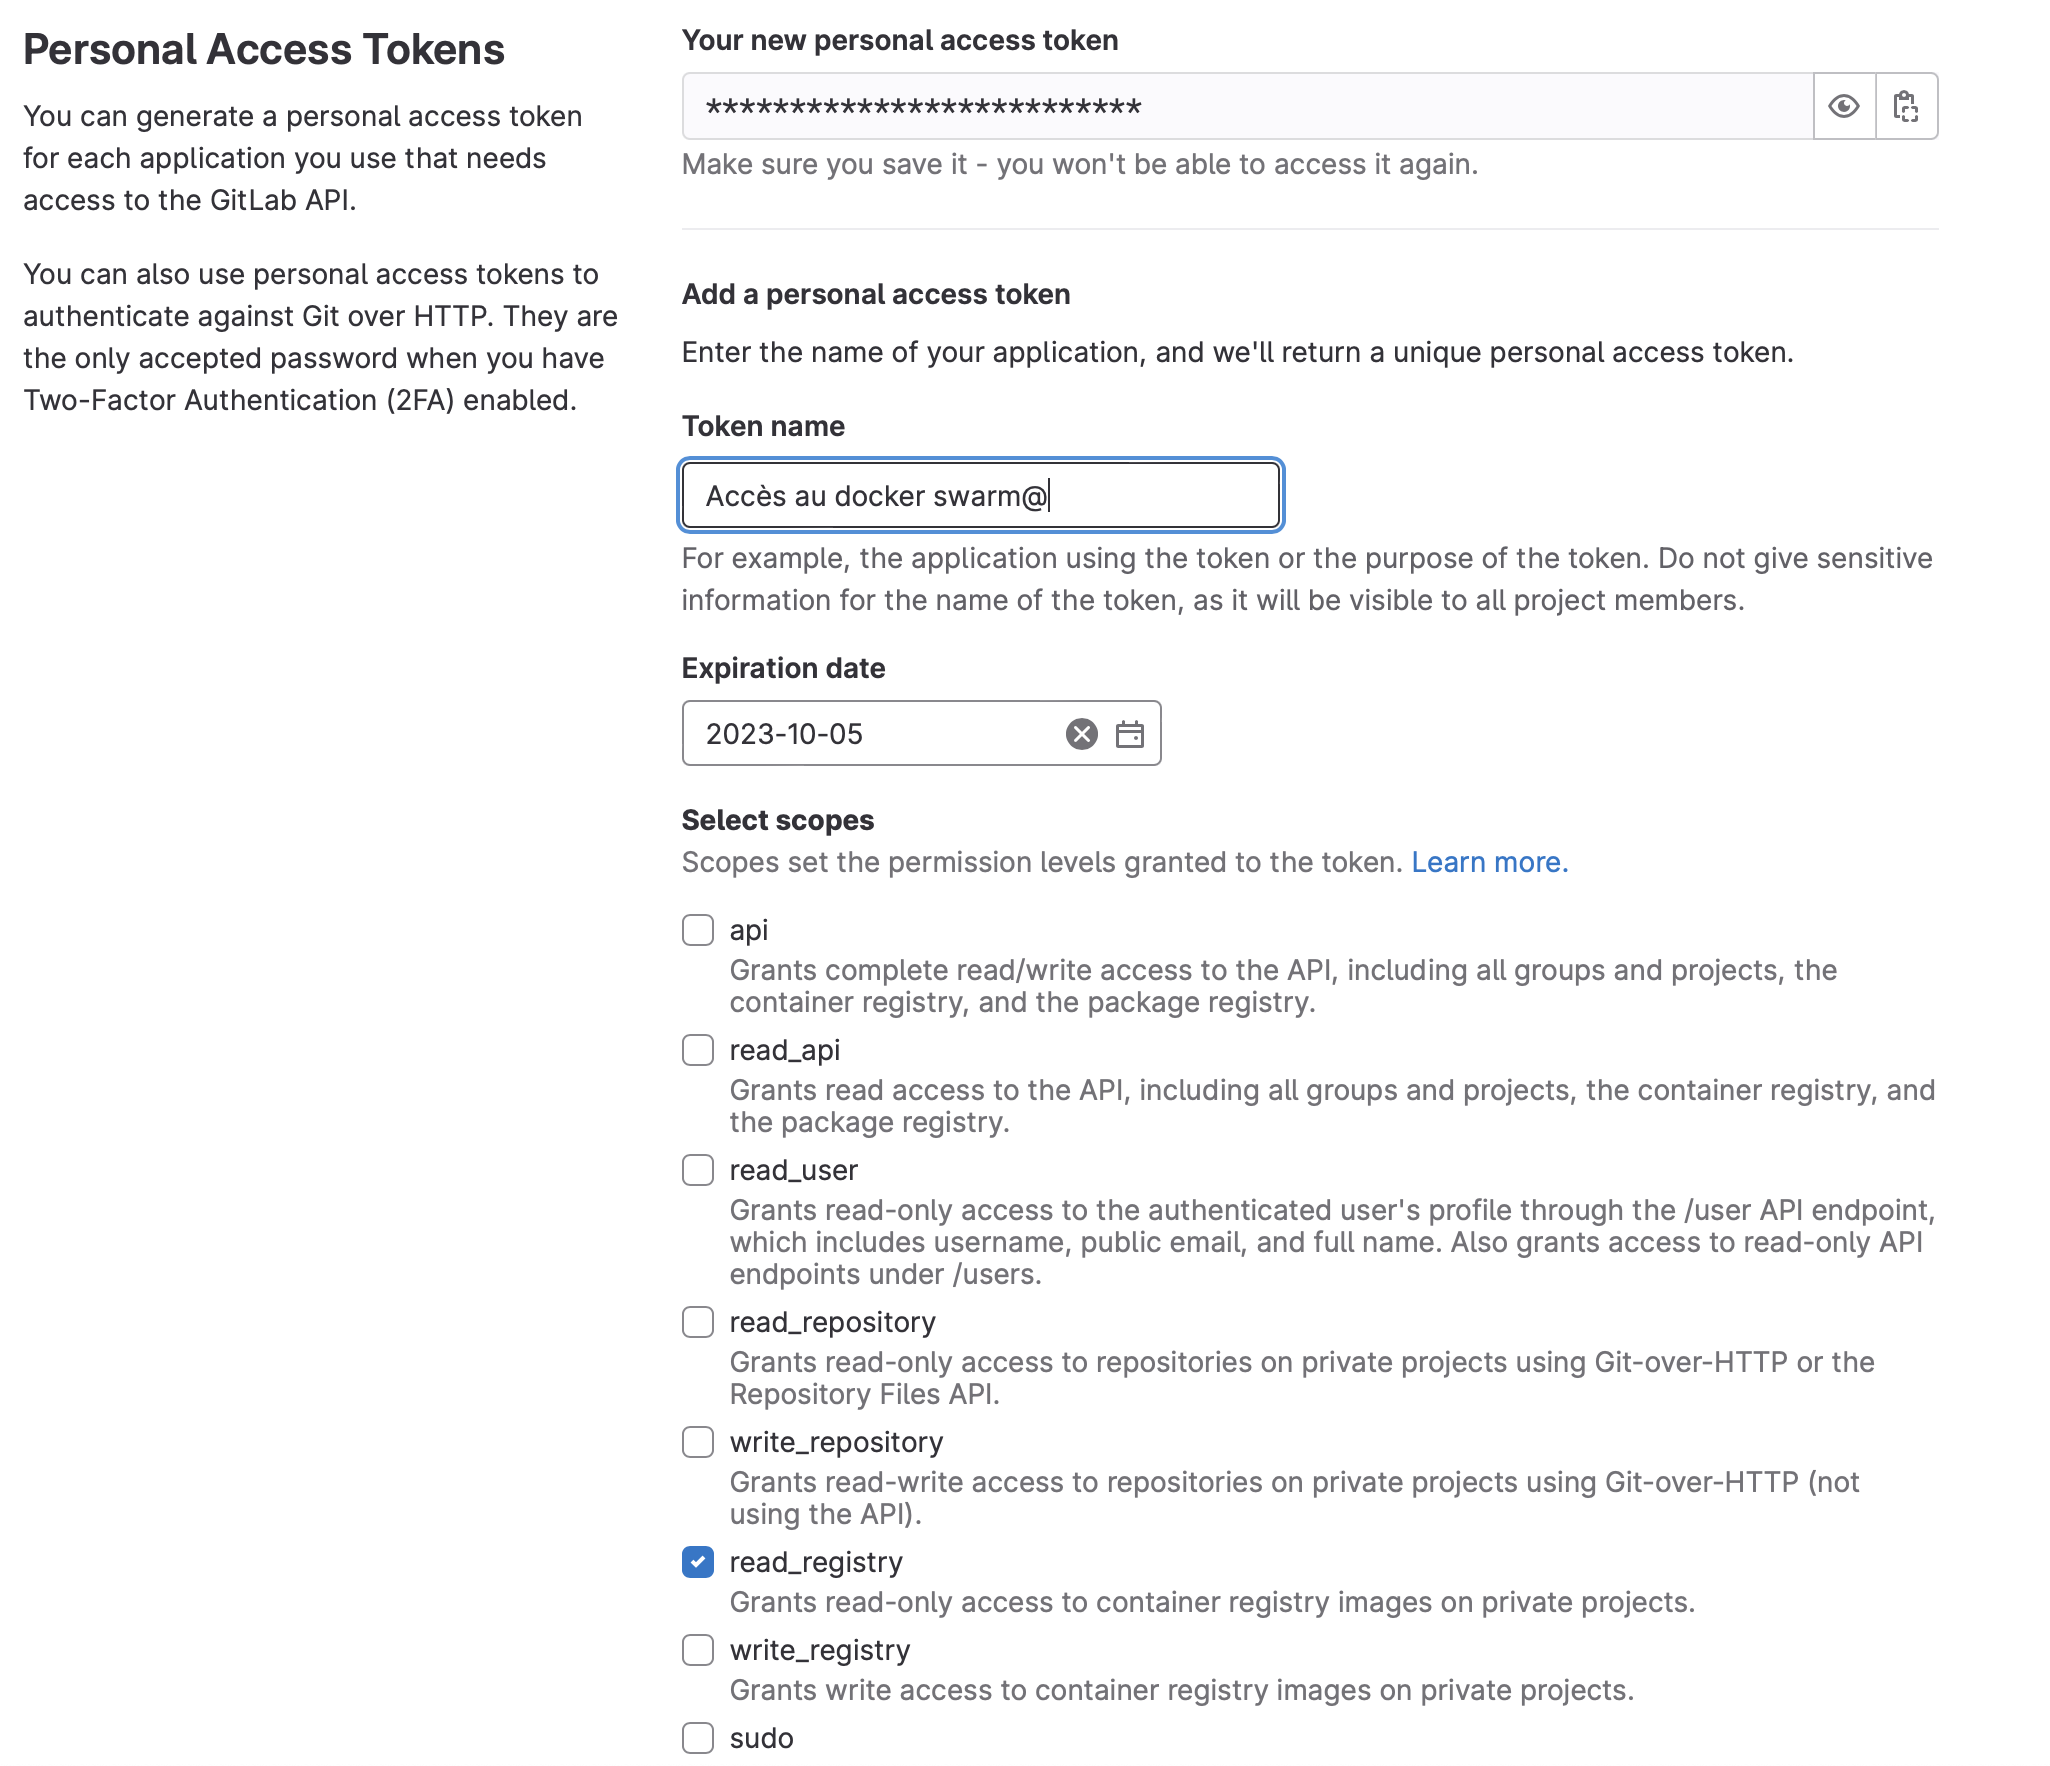 Personal Access Tokens
You can generate a personal access token
for each application you use that needs
access to the GitLab API.
You can also use personal access tokens to
authenticate against Git over HTTP. They are
the only accepted password when you have
Two-Factor Authentication (2FA) enabled.
Your new personal access token
**************************
Make sure you save it - you won't be able to access it again.
Add a personal access token
Enter the name of your application, and we'll return a unique personal access token.
Token name
Accès au docker swarm@
For example, the application using the token or the purpose of the token. Do not give sensitive
information for the name of the token, as it will be visible to all project members.
Expiration date
2023-10-05
Select scopes
Scopes set the permission levels granted to the token. Learn more.
api
Grants complete read/write access to the API, including all groups and projects, the
container registry, and the package registry.
read_api
Grants read access to the API, including all groups and projects, the container registry, and
the package registry.
read_user
Grants read-only access to the authenticated user's profile through the /user API endpoint,
which includes username, public email, and full name. Also grants access to read-only API
endpoints under /users.
read_repository
Grants read-only access to repositories on private projects using Git-over-HTTP or the
Repository Files API.
write_repository
Grants read-write access to repositories on private projects using Git-over-HTTP (not
using the API).
read_registry
Grants read-only access to container registry images on private projects.
write_registry
Grants write access to container registry images on private projects.
sudo